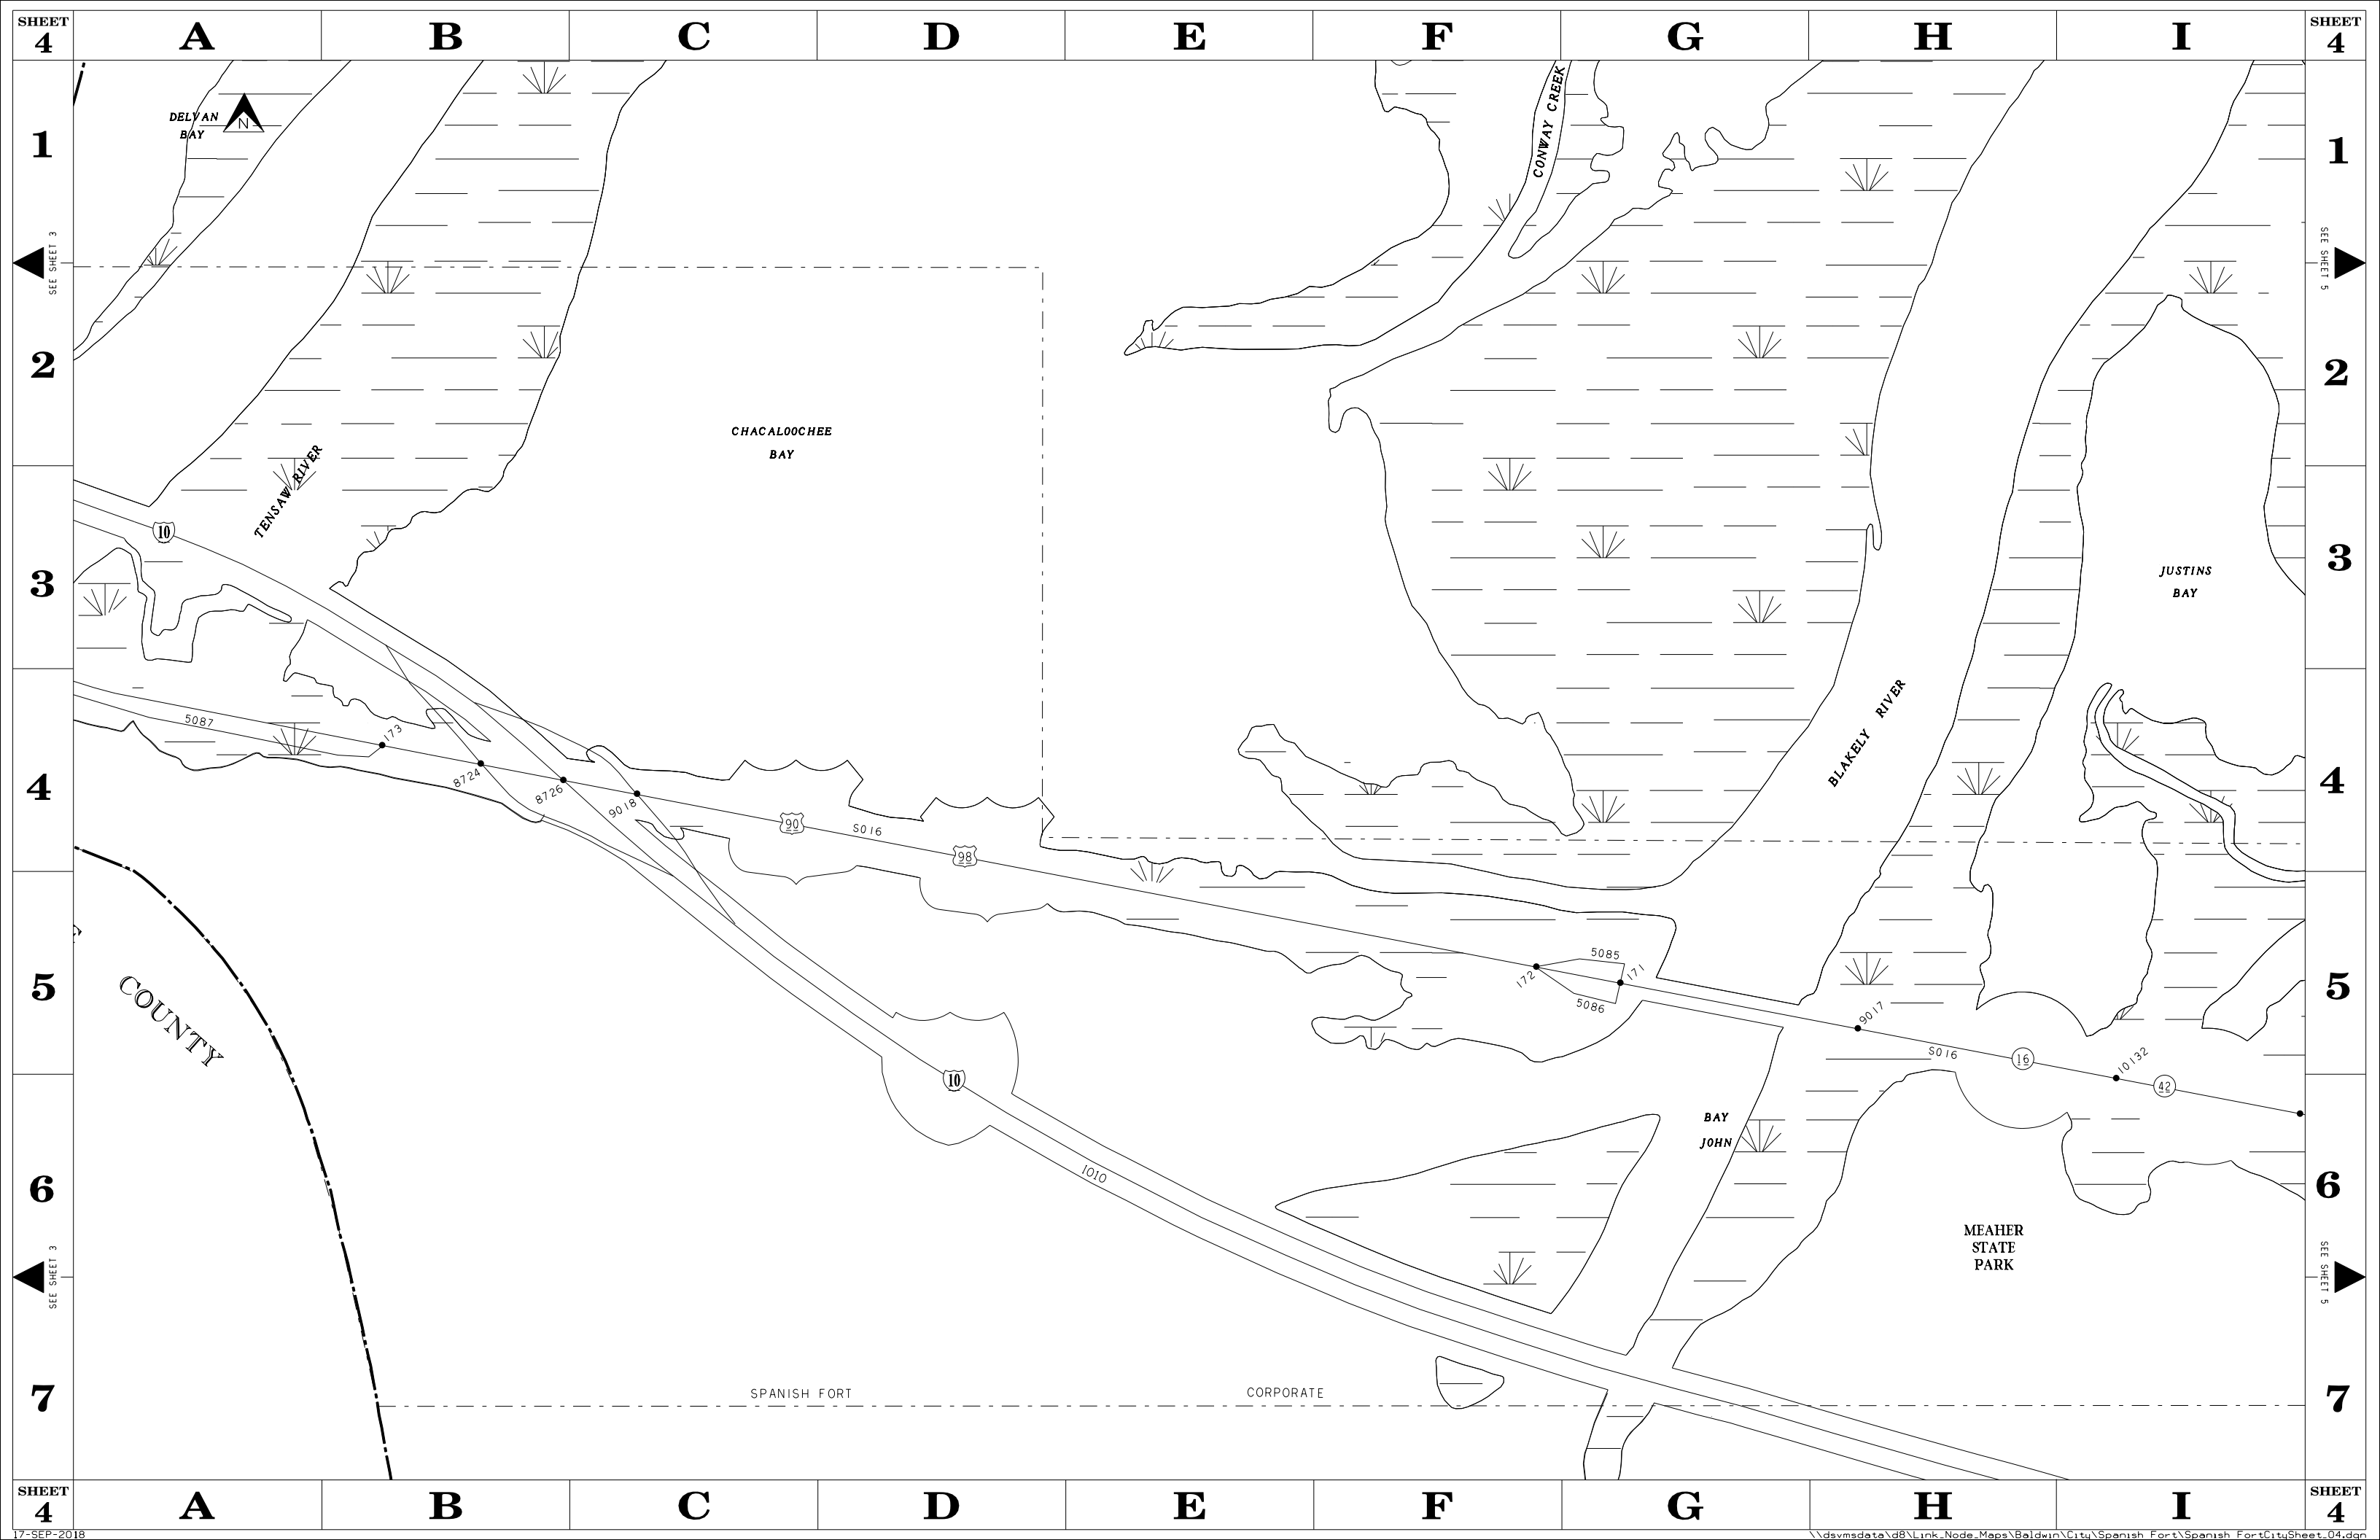 SHEET
4
A
B
C
D
E
F
G
H
I
SHEET
4
1
DELVAN
BAY
N
CONWAY CREEK
1
SEE SHEET 3
SEE SHEET 5
2
CHACALOOCHEE
BAY
2
TENSAW RIVER
10
3
JUSTINS
BAY
3
5087
173
8724
8726
9018
90
S016
98
BLAKELY RIVER
4
4
COUNTY
5
172
5085
171
5086
9017
S016
16
10132
42
5
10
1010
BAY
JOHN
6
MEAHER
STATE
PARK
6
SEE SHEET 3
SEE SHEET 5
7
SPANISH FORT
CORPORATE
7
SHEET
4
A
B
C
D
E
F
G
H
I
SHEET
4
17-SEP-2018
\\dsvmsdata\d8\Link_Node_Maps\Baldwin\City\Spanish Fort\Spanish FortCitySheet_04.dgn